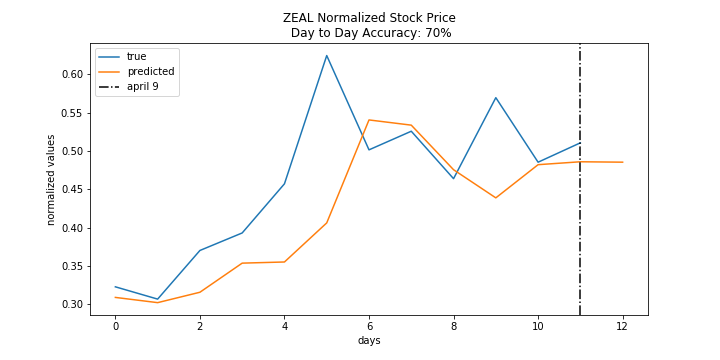 ZEAL Normalized Stock Price
Day to Day Accuracy: 70%
true
predicted
april 9
normalized values
0.60
0.55
0.50
0.45
0.40
0.35
0.30
0 2 4 6 8 10 12
days